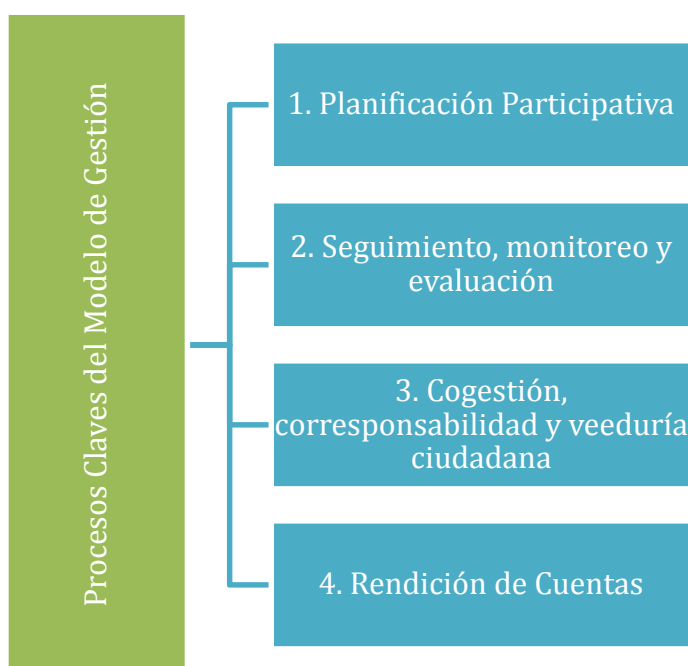 Procesos Claves del Modelo de Gestión
1. Planificación Participativa
2. Seguimiento, monitoreo y
evaluación
3. Cogestión,
corresponsabilidad y veeduría
ciudadana
4. Rendición de Cuentas